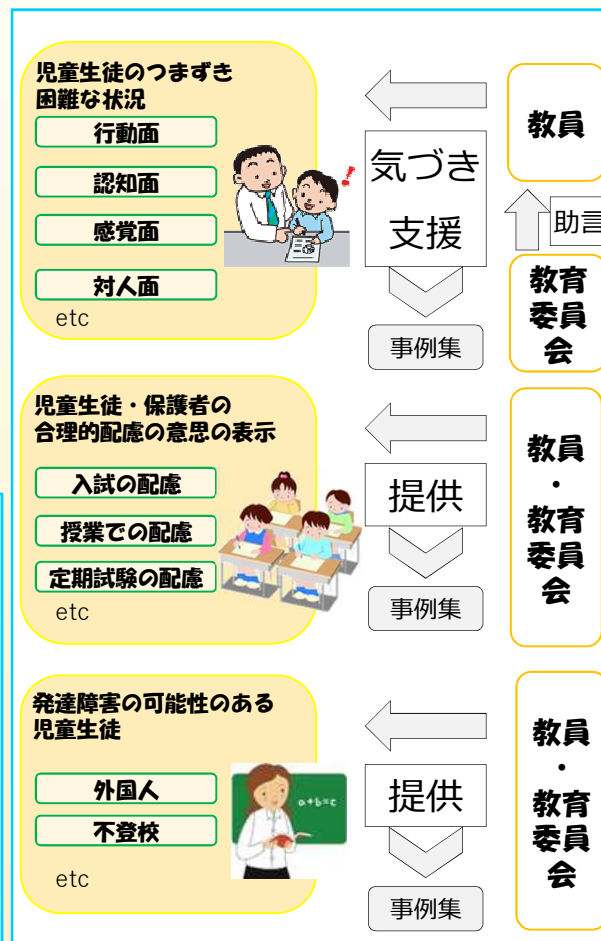 児童生徒のつまずき
困難な状況
行動面
認知面
感覚面
対人面
etc
気づき
支援
事例集
教員
助言
教育
委員
会
児童生徒・保護者の
合理的配慮の意思の表示
入試の配慮
授業での配慮
定期試験の配慮
etc
提供
事例集
教員
・
教育
委員
会
発達障害の可能性のある
児童生徒
外国人
不登校
etc
a+b=c
提供
事例集
教員
・
教育
委員
会